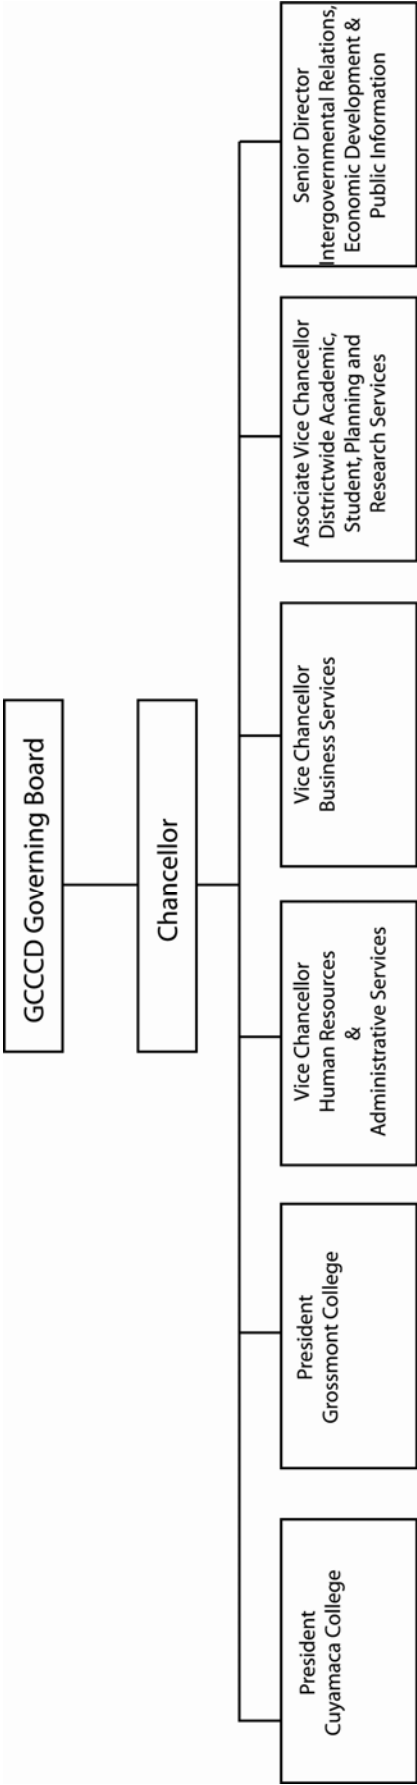 GCCCD Governing Board
Chancellor
President
Cuyamaca College
President
Grossmont College
Vice Chancellor
Human Resources
&
Administrative Services
Vice Chancellor
Business Services
Associate Vice Chancellor
Districtwide Academic,
Student, Planning and
Research Services
Senior Director
Intergovernmental Relations,
Economic Development &
Public Information